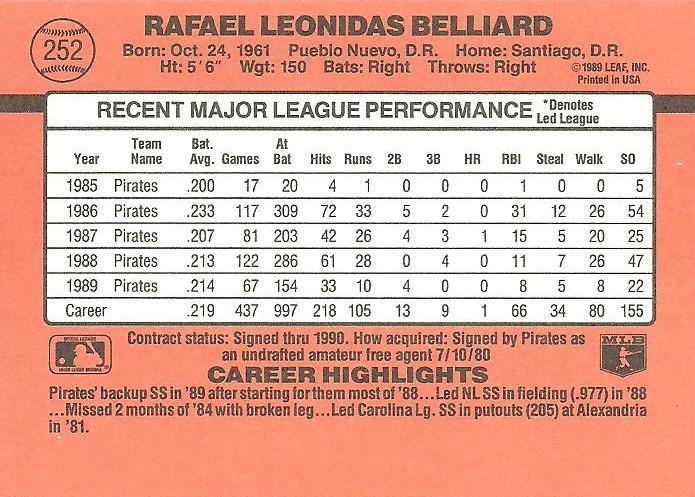 252
RAFAEL LEONIDAS BELLIARD
Born: Oct. 24, 1961 Pueblo Nuevo, D.R. Home: Santiago, D.R.
Ht: 5'6" Wgt: 150 Bats: Right Throws: Right
©1989 LEAF, INC.
Printed in USA
RECENT MAJOR LEAGUE PERFORMANCE *Denotes Led League
Year Team Name Bat. Avg. Games At Bat Hits Runs 2B 3B HR RBI Steal Walk SO
1985 Pirates .200 17 20 4 1 0 0 0 1 0 0 5
1986 Pirates .233 117 309 72 33 5 2 0 31 12 26 54
1987 Pirates .207 81 203 42 26 4 3 1 15 5 20 25
1988 Pirates .213 122 286 61 28 0 4 0 11 7 26 47
1989 Pirates .214 67 154 33 10 4 0 0 8 5 8 22
Career .219 437 997 218 105 13 9 1 66 34 80 155
Contract status: Signed thru 1990. How acquired: Signed by Pirates as
an undrafted amateur free agent 7/10/80
MLB
CAREER HIGHLIGHTS
Pirates' backup SS in '89 after starting for them most of '88...Led NL SS in fielding (.977) in '88
...Missed 2 months of '84 with broken leg...Led Carolina Lg. SS in putouts (205) at Alexandria
in '81.